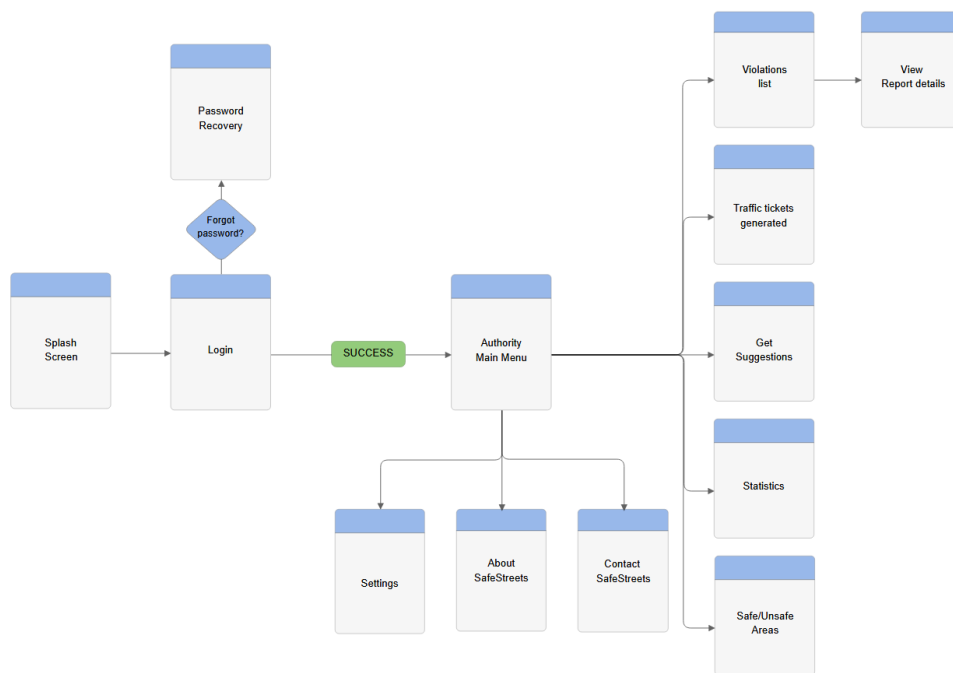 Violations
list
View
Report details
Password
Recovery
Traffic tickets
generated
Forgot
password?
Splash
Screen
Login
SUCCESS
Authority
Main Menu
Get
Suggestions
Statistics
Settings
About
SafeStreets
Contact
SafeStreets
Safe/Unsafe
Areas